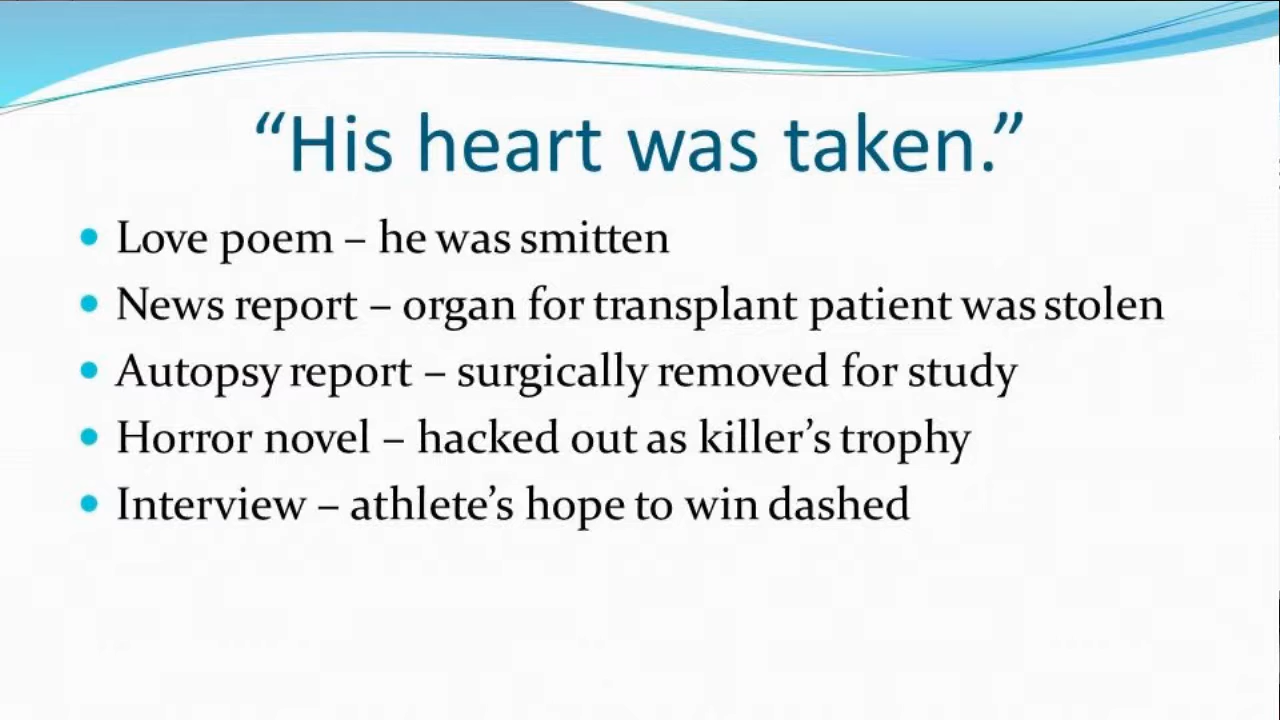 “His heart was taken.”
• Love poem – he was smitten
• News report – organ for transplant patient was stolen
• Autopsy report – surgically removed for study
• Horror novel – hacked out as killer’s trophy
• Interview – athlete’s hope to win dashed